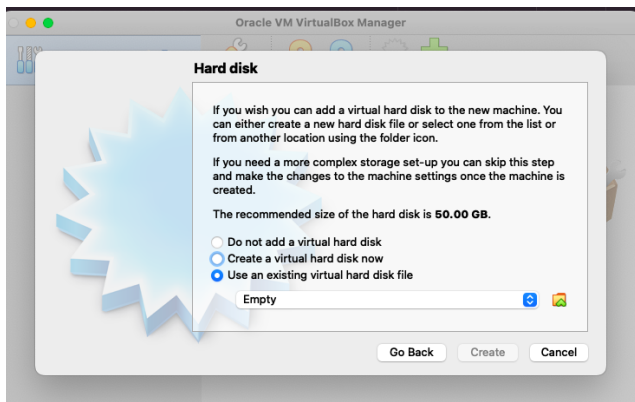 Oracle VM VirtualBox Manager
Hard disk
If you wish you can add a virtual hard disk to the new machine. You
can either create a new hard disk file or select one from the list or
from another location using the folder icon.
If you need a more complex storage set-up you can skip this step
and make the changes to the machine settings once the machine is
created.
The recommended size of the hard disk is 50.00 GB.
Do not add a virtual hard disk
Create a virtual hard disk now
Use an existing virtual hard disk file
Empty
Go Back Create Cancel